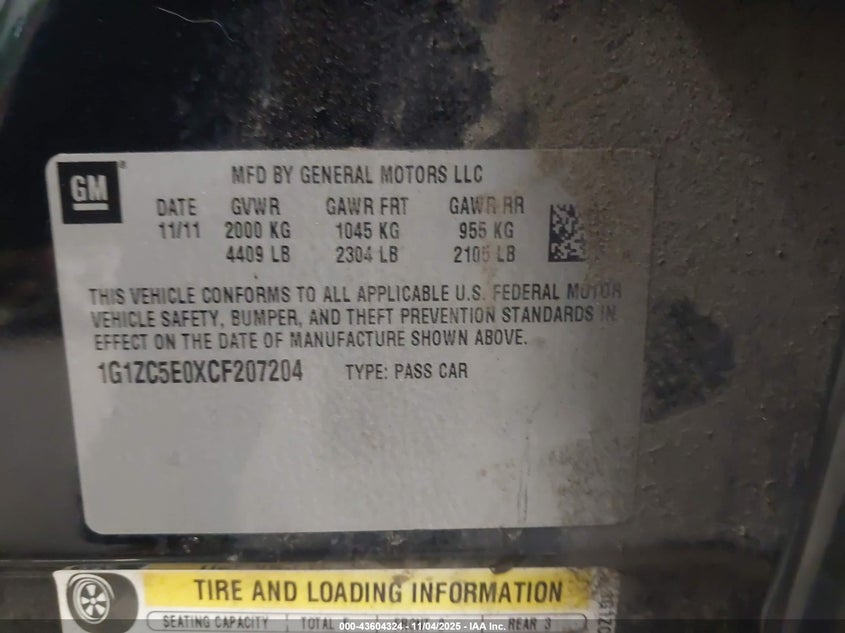 GM
MFD BY GENERAL MOTORS LLC
DATE GVWR GAWR FRT GAWR RR
11/11 2000 KG 1045 KG 955 KG
4409 LB 2304 LB 2105 LB
THIS VEHICLE CONFORMS TO ALL APPLICABLE U.S. FEDERAL MOTOR
VEHICLE SAFETY, BUMPER, AND THEFT PREVENTION STANDARDS IN
EFFECT ON THE DATE OF MANUFACTURE SHOWN ABOVE.
1G1ZC5E0XCF207204 TYPE: PASS CAR
TIRE AND LOADING INFORMATION
SEATING CAPACITY TOTAL REAR 3
000-43604324 - 11/04/2025 - IAA Inc.